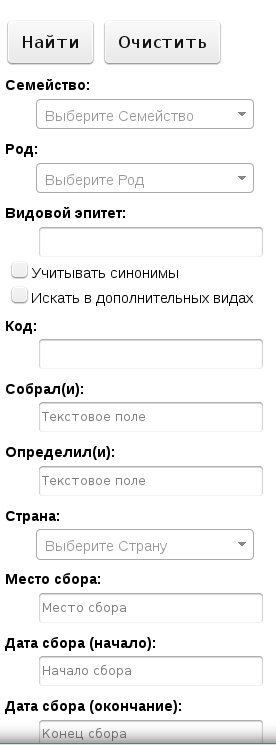 Найти Очистить
Семейство:
Выберите Семейство
Род:
Выберите Род
Видовой эпитет:
Учитывать синонимы
Искать в дополнительных видах
Код:
Собрал(и):
Текстовое поле
Определил(и):
Текстовое поле
Страна:
Выберите Страну
Место сбора:
Место сбора
Дата сбора (начало):
Начало сбора
Дата сбора (окончание):
Конец сбора